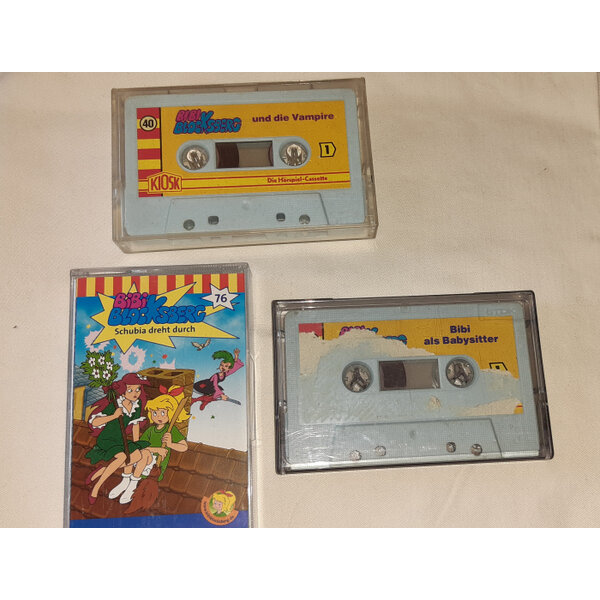 40
BIBI
BLOCKSBERG
und die Vampire
1
KIOSK
Die Hörspiel-Cassette
BIBI
BLOCKSBERG
76
Schubia dreht durch
Bibi
als Babysitter